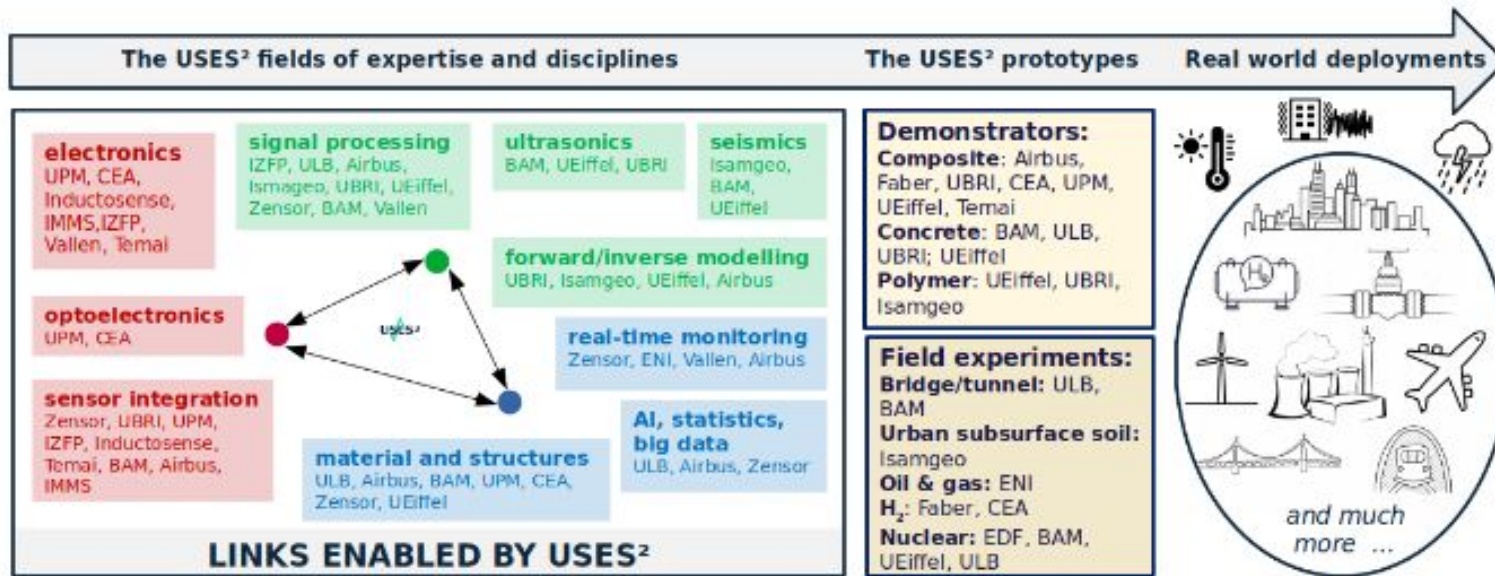 The USES² fields of expertise and disciplines
The USES² prototypes
Real world deployments
electronics
UPM, CEA,
Inductosense,
IMMS,IZFP,
Vallen, Temai
signal processing
IZFP, ULB, Airbus,
Ismageo, UBRI, UEiffel,
Zensor, BAM, Vallen
ultrasonics
BAM, UEiffel, UBRI
seismics
Isamgeo,
BAM,
UEiffel
forward/inverse modelling
UBRI, Isamgeo, UEiffel, Airbus
optoelectronics
UPM, CEA
USES²
real-time monitoring
Zensor, ENI, Vallen, Airbus
sensor integration
Zensor, UBRI, UPM,
IZFP, Inductosense,
Temai, BAM, Airbus,
IMMS
material and structures
ULB, Airbus, BAM, UPM, CEA,
Zensor, UEiffel
AI, statistics,
big data
ULB, Airbus, Zensor
LINKS ENABLED BY USES²
Demonstrators:
Composite: Airbus,
Faber, UBRI, CEA, UPM,
UEiffel, Temai
Concrete: BAM, ULB,
UBRI; UEiffel
Polymer: UEiffel, UBRI,
Isamgeo
Field experiments:
Bridge/tunnel: ULB,
BAM
Urban subsurface soil:
Isamgeo
Oil & gas: ENI
H₂: Faber, CEA
Nuclear: EDF, BAM,
UEiffel, ULB
H₂
and much
more ...